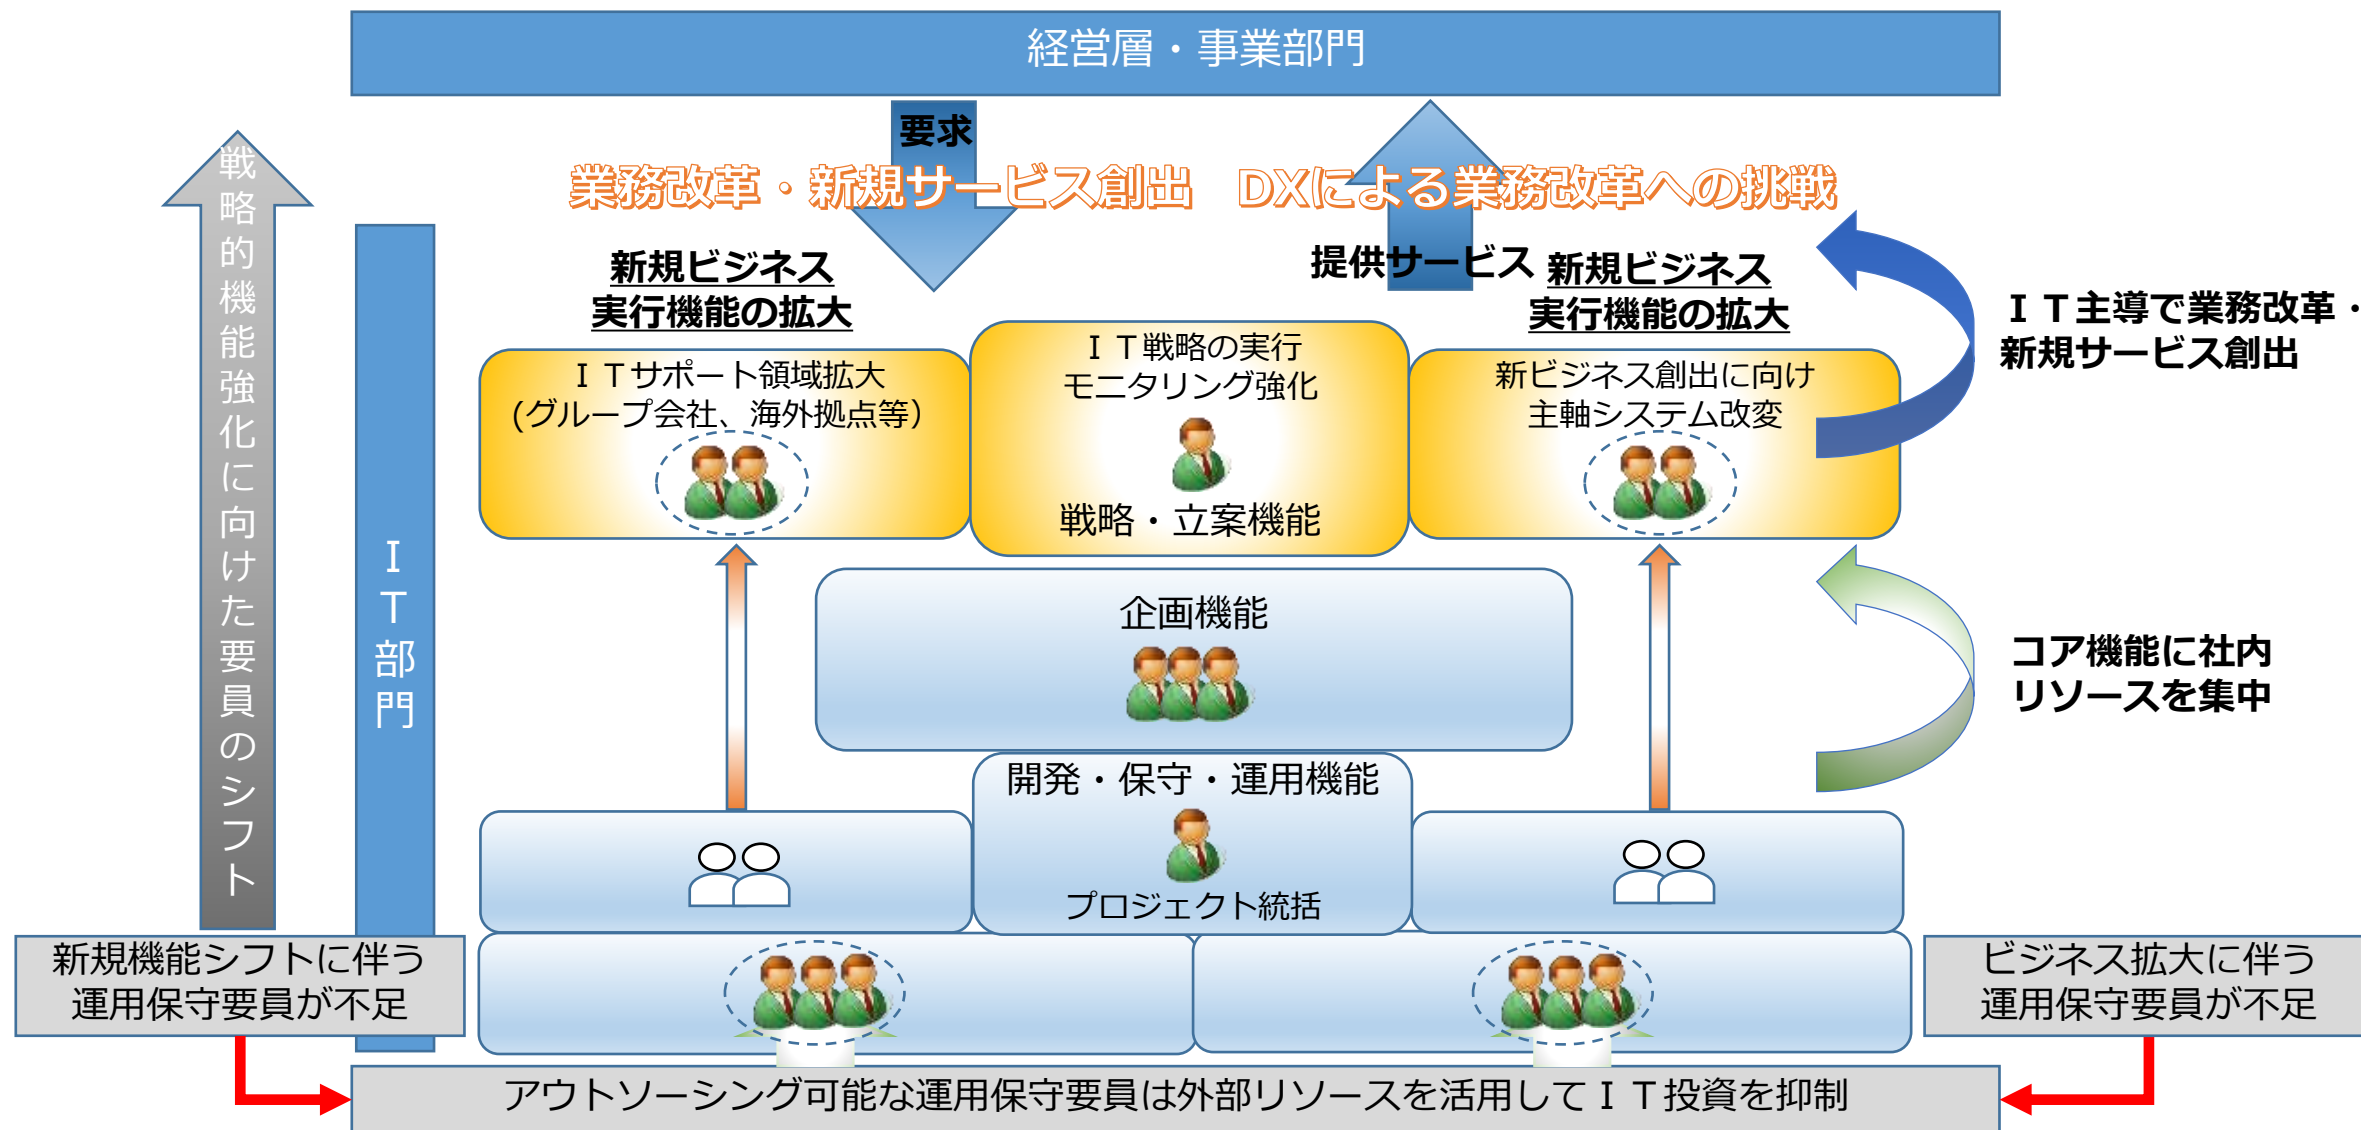 経営層・事業部門
要求
業務改革・新規サービス創出　DXによる業務改革への挑戦
提供サービス
新規ビジネス
実行機能の拡大
新規ビジネス
実行機能の拡大
ＩＴ主導で業務改革・
新規サービス創出
戦略的機能強化に向けた要員のシフト
ＩＴ部門
ＩＴサポート領域拡大
(グループ会社、海外拠点等）
ＩＴ戦略の実行
モニタリング強化
戦略・立案機能
新ビジネス創出に向け
主軸システム改変
企画機能
コア機能に社内
リソースを集中
開発・保守・運用機能
プロジェクト統括
新規機能シフトに伴う
運用保守要員が不足
ビジネス拡大に伴う
運用保守要員が不足
アウトソーシング可能な運用保守要員は外部リソースを活用してＩＴ投資を抑制